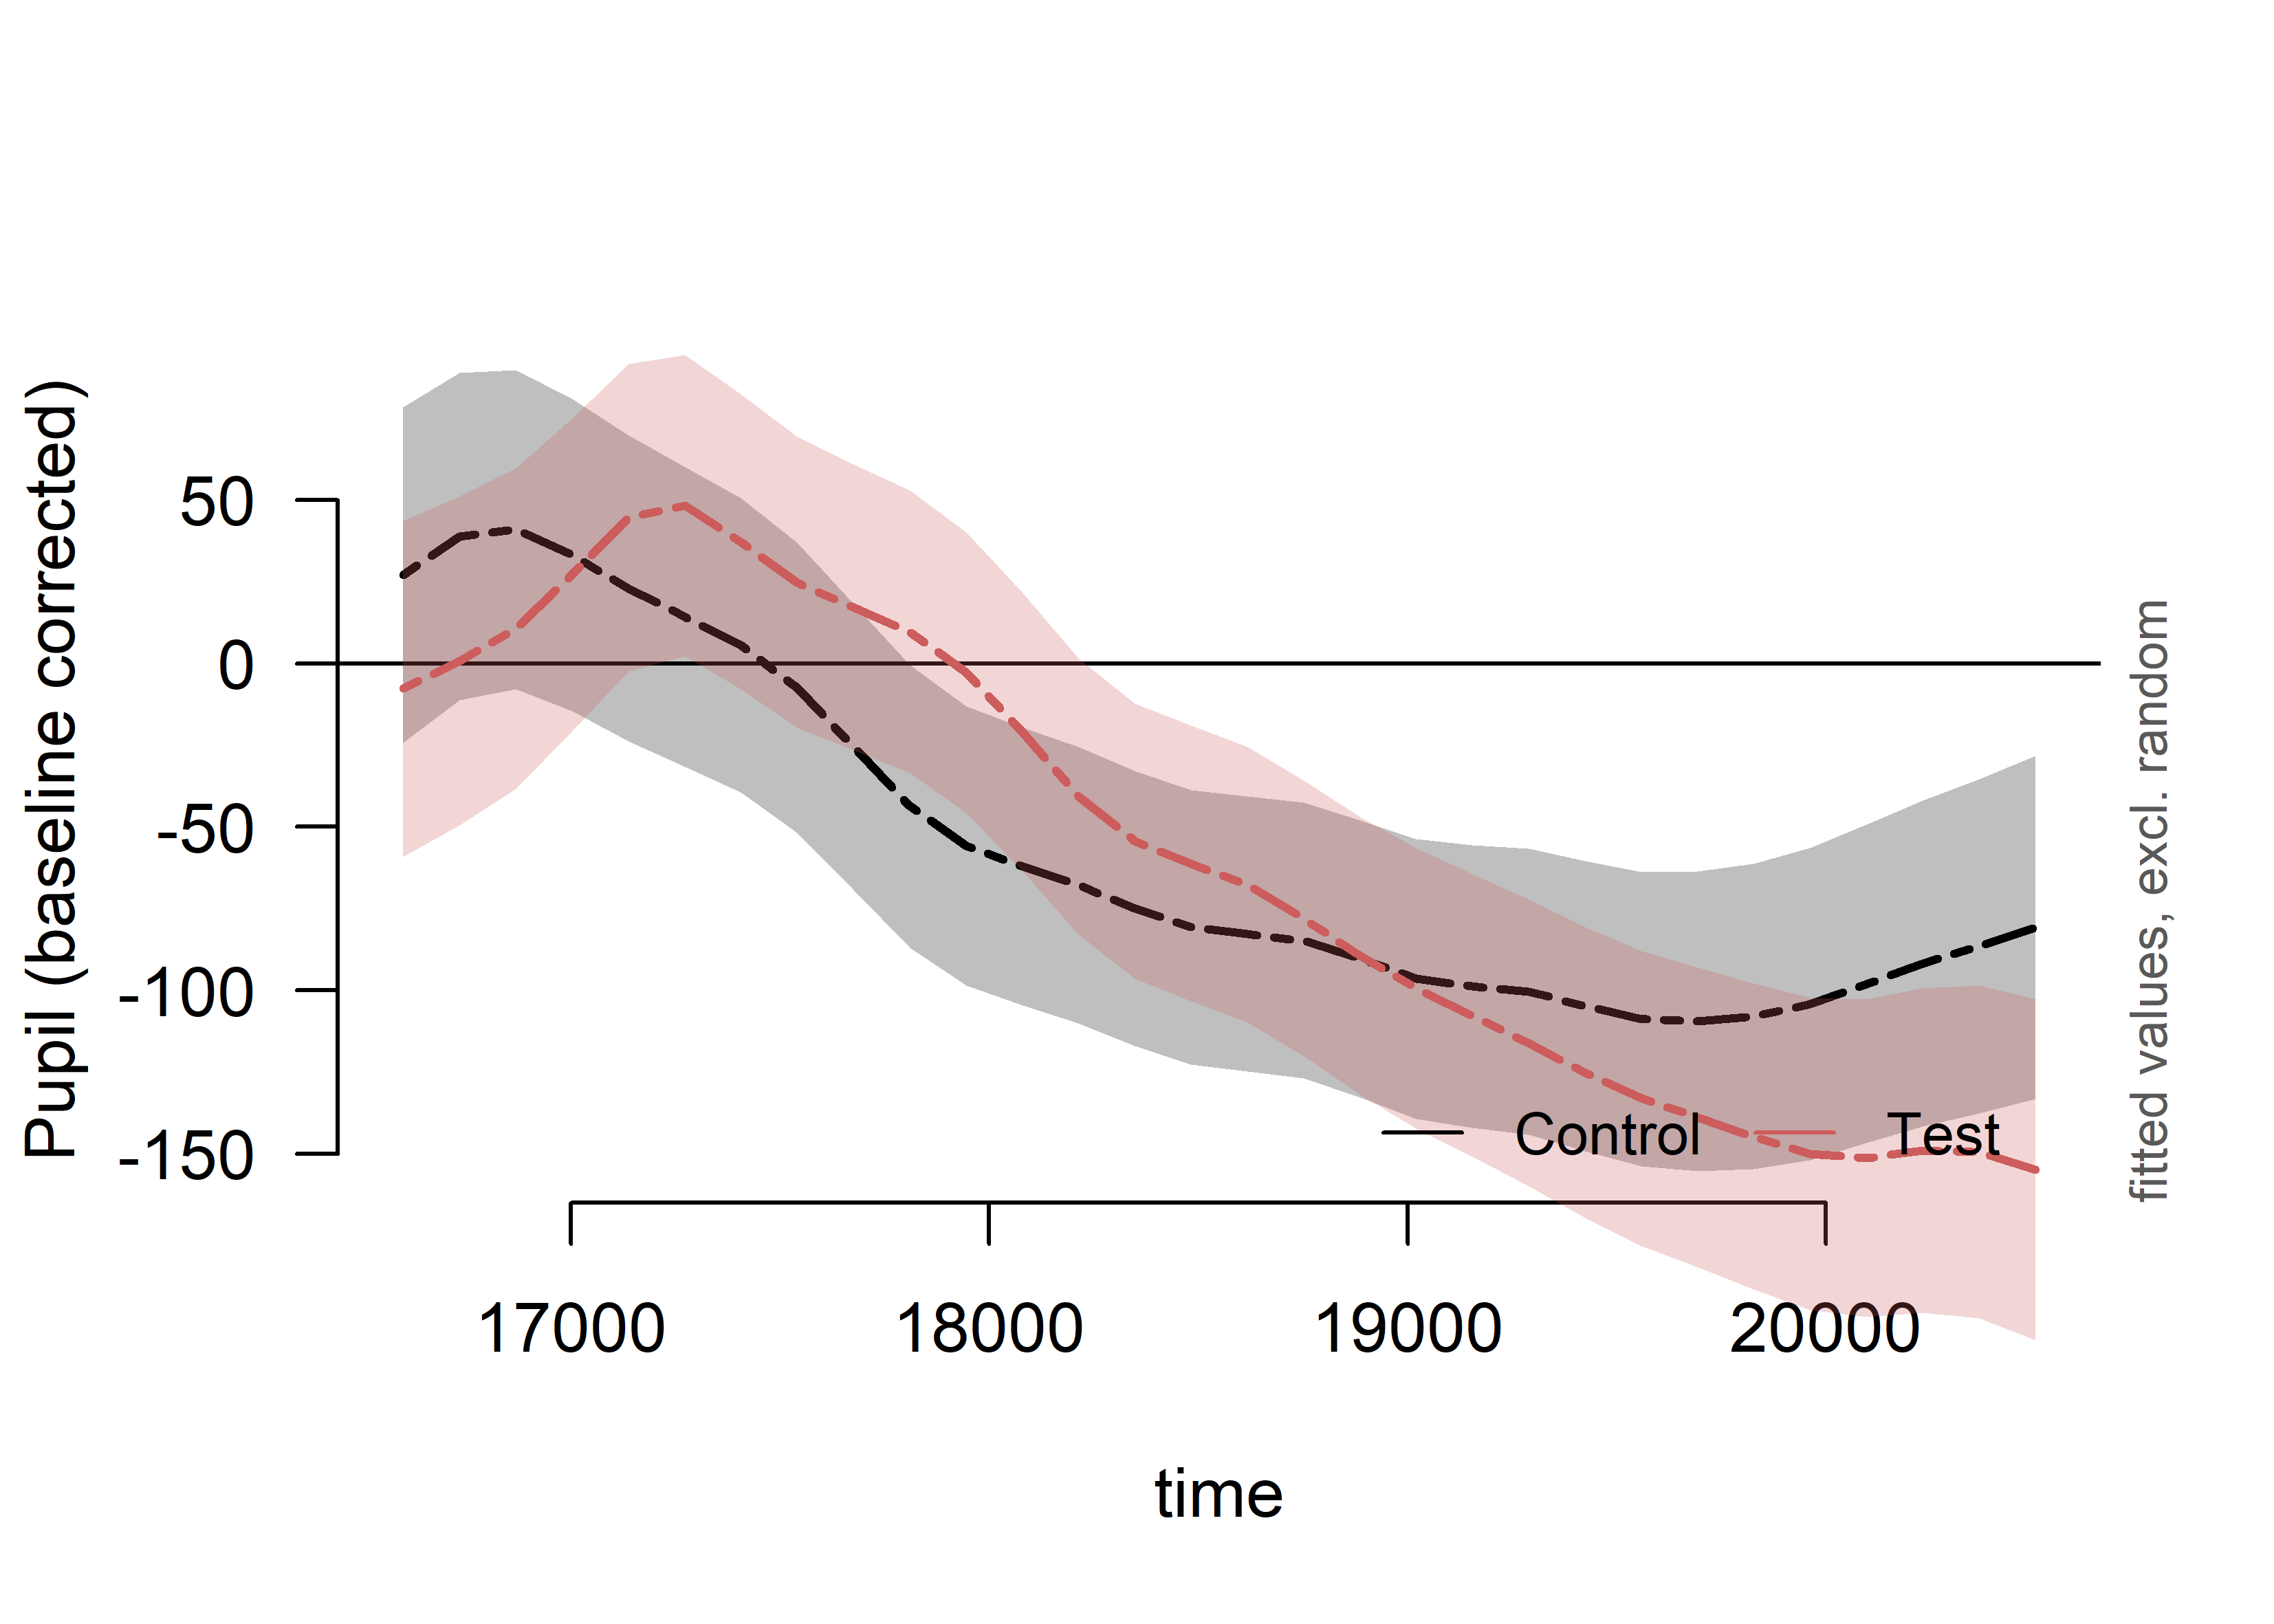 Pupil (baseline corrected)
50
0
-50
-100
-150
Control
Test
17000
18000
19000
20000
time
fitted values, excl. random